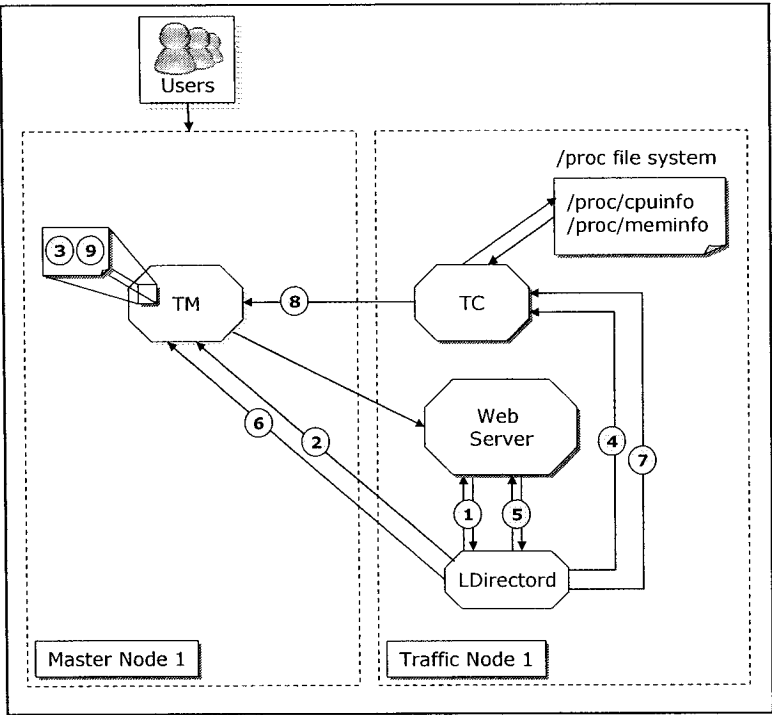 Users
/proc file system
/proc/cpuinfo
/proc/meminfo
3 9
TM
8
TC
Web
Server
6
2
4
7
1
5
LDirectord
Master Node 1
Traffic Node 1